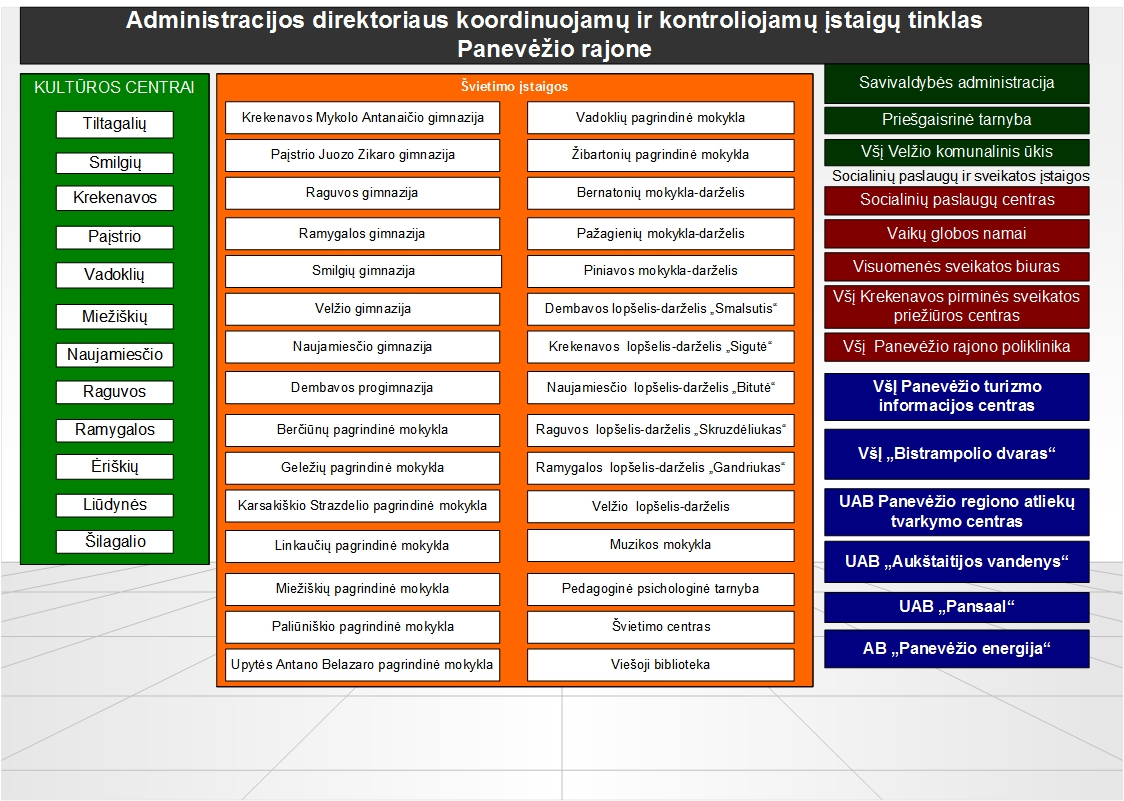 Administracijos direktoriaus koordinuojamų ir kontroliojamų įstaigų tinklas
Panevėžio rajone
KULTŪROS CENTRAI
Tiltagalių
Smilgių
Krekenavos
Paįstrio
Vadoklių
Miežiškių
Naujamiesčio
Raguvos
Ramygalos
Ėriškių
Liūdynės
Šilagalio
Švietimo įstaigos
Krekenavos Mykolo Antanaičio gimnazija
Paįstrio Juozo Zikaro gimnazija
Raguvos gimnazija
Ramygalos gimnazija
Smilgių gimnazija
Velžio gimnazija
Naujamiesčio gimnazija
Dembavos progimnazija
Berčiūnų pagrindinė mokykla
Geležių pagrindinė mokykla
Karsakiškio Strazdelio pagrindinė mokykla
Linkaučių pagrindinė mokykla
Miežiškių pagrindinė mokykla
Paliūniškio pagrindinė mokykla
Upytės Antano Belazaro pagrindinė mokykla
Vadoklių pagrindinė mokykla
Žibartonių pagrindinė mokykla
Bernatonių mokykla-darželis
Pažagienių mokykla-darželis
Piniavos mokykla-darželis
Dembavos lopšelis-darželis „Smalsutis“
Krekenavos lopšelis-darželis „Sigutė“
Naujamiesčio lopšelis-darželis „Bitutė“
Raguvos lopšelis-darželis „Skruzdėliukas“
Ramygalos lopšelis-darželis „Gandriukas“
Velžio lopšelis-darželis
Muzikos mokykla
Pedagoginė psichologinė tarnyba
Švietimo centras
Viešoji biblioteka
Savivaldybės administracija
Priešgaisrinė tarnyba
VšĮ Velžio komunalinis ūkis
Socialinių paslaugų ir sveikatos įstaigos
Socialinių paslaugų centras
Vaikų globos namai
Visuomenės sveikatos biuras
VšĮ Krekenavos pirminės sveikatos
priežiūros centras
VšĮ Panevėžio rajono poliklinika
VšĮ Panevėžio turizmo
informacijos centras
VšĮ „Bistrampolio dvaras“
UAB Panevėžio regiono atliekų
tvarkymo centras
UAB „Aukštaitijos vandenys“
UAB „Pansaal“
AB „Panevėžio energija“